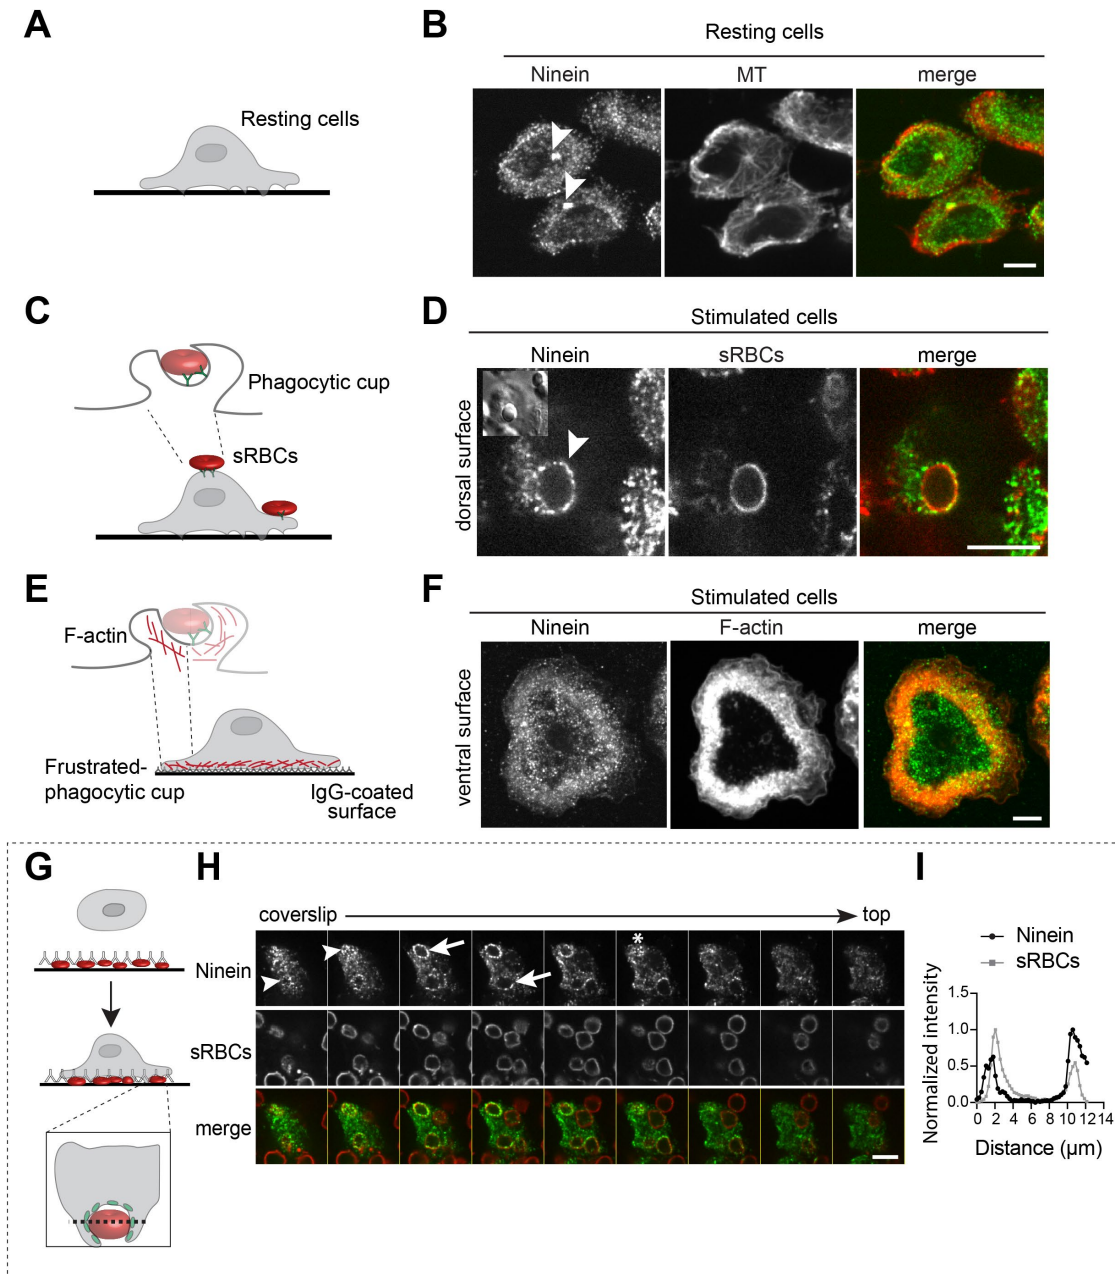 A
Resting cells
B
Resting cells
Ninein MT merge
C
Phagocytic cup
sRBCs
D
Stimulated cells
Ninein sRBCs merge
dorsal surface
E
F-actin
Frustrated-
phagocytic cup
IgG-coated
surface
F
Stimulated cells
Ninein F-actin merge
ventral surface
G
H
coverslip top
Ninein
*
sRBCs
merge
I
Ninein
sRBCs
Normalized intensity
1.5
1.0
0.5
0.0
0 2 4 6 8 10 12 14
Distance (µm)